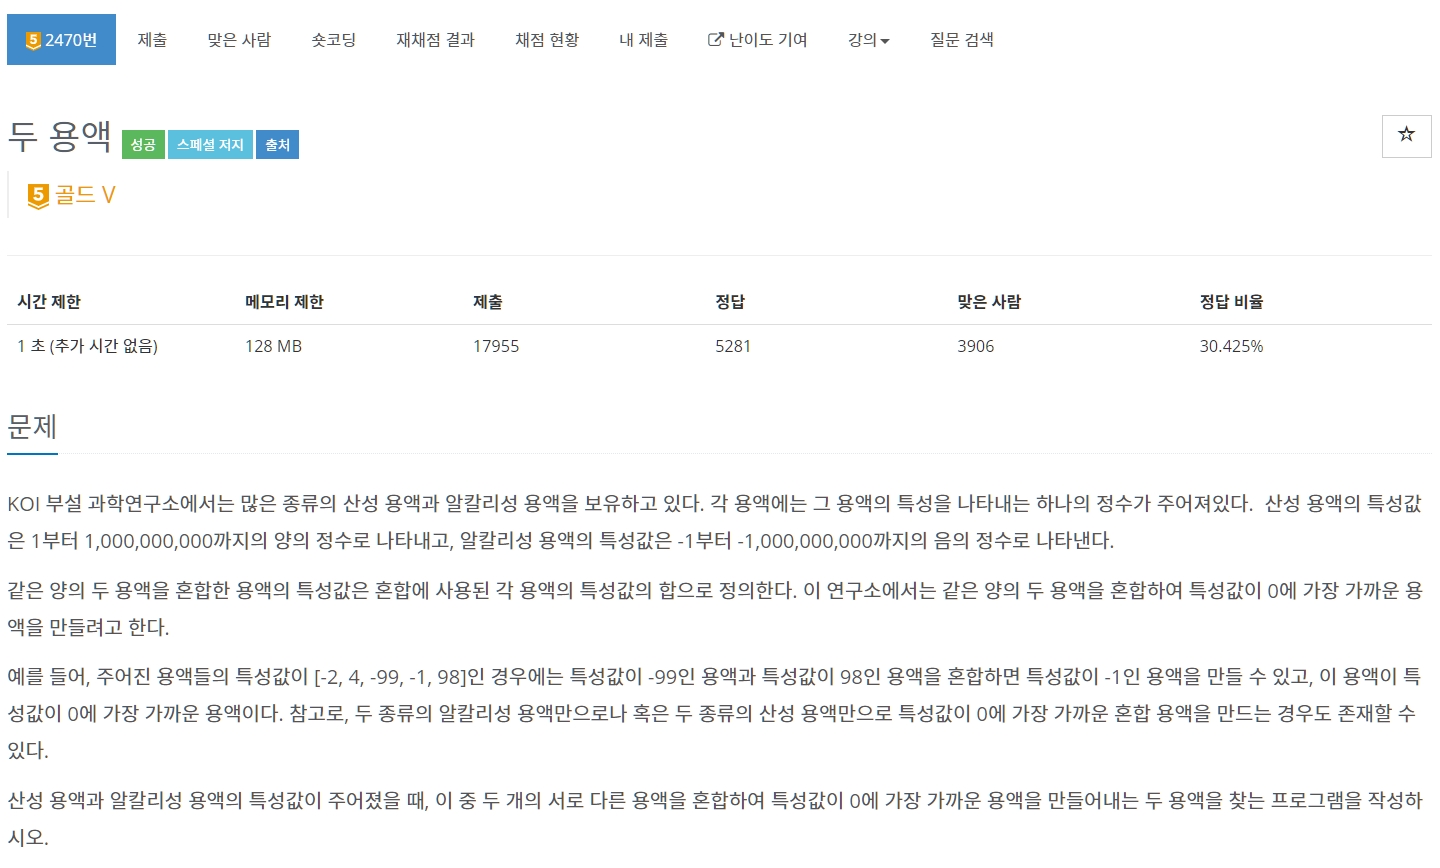 5 2470번 제출 맞은 사람 숏코딩 재채점 결과 채점 현황 내 제출 난이도 기여 강의 질문 검색
두 용액 성공 스페셜 저지 출처
5 골드 V
시간 제한 메모리 제한 제출 정답 맞은 사람 정답 비율
1 초 (추가 시간 없음) 128 MB 17955 5281 3906 30.425%
문제
KOI 부설 과학연구소에서는 많은 종류의 산성 용액과 알칼리성 용액을 보유하고 있다. 각 용액에는 그 용액의 특성을 나타내는 하나의 정수가 주어져있다. 산성 용액의 특성값
은 1부터 1,000,000,000까지의 양의 정수로 나타내고, 알칼리성 용액의 특성값은 -1부터 -1,000,000,000까지의 음의 정수로 나타낸다.
같은 양의 두 용액을 혼합한 용액의 특성값은 혼합에 사용된 각 용액의 특성값의 합으로 정의한다. 이 연구소에서는 같은 양의 두 용액을 혼합하여 특성값이 0에 가장 가까운 용
액을 만들려고 한다.
예를 들어, 주어진 용액들의 특성값이 [-2, 4, -99, -1, 98]인 경우에는 특성값이 -99인 용액과 특성값이 98인 용액을 혼합하면 특성값이 -1인 용액을 만들 수 있고, 이 용액이 특
성값이 0에 가장 가까운 용액이다. 참고로, 두 종류의 알칼리성 용액만으로나 혹은 두 종류의 산성 용액만으로 특성값이 0에 가장 가까운 혼합 용액을 만드는 경우도 존재할 수
있다.
산성 용액과 알칼리성 용액의 특성값이 주어졌을 때, 이 중 두 개의 서로 다른 용액을 혼합하여 특성값이 0에 가장 가까운 용액을 만들어내는 두 용액을 찾는 프로그램을 작성하
시오.